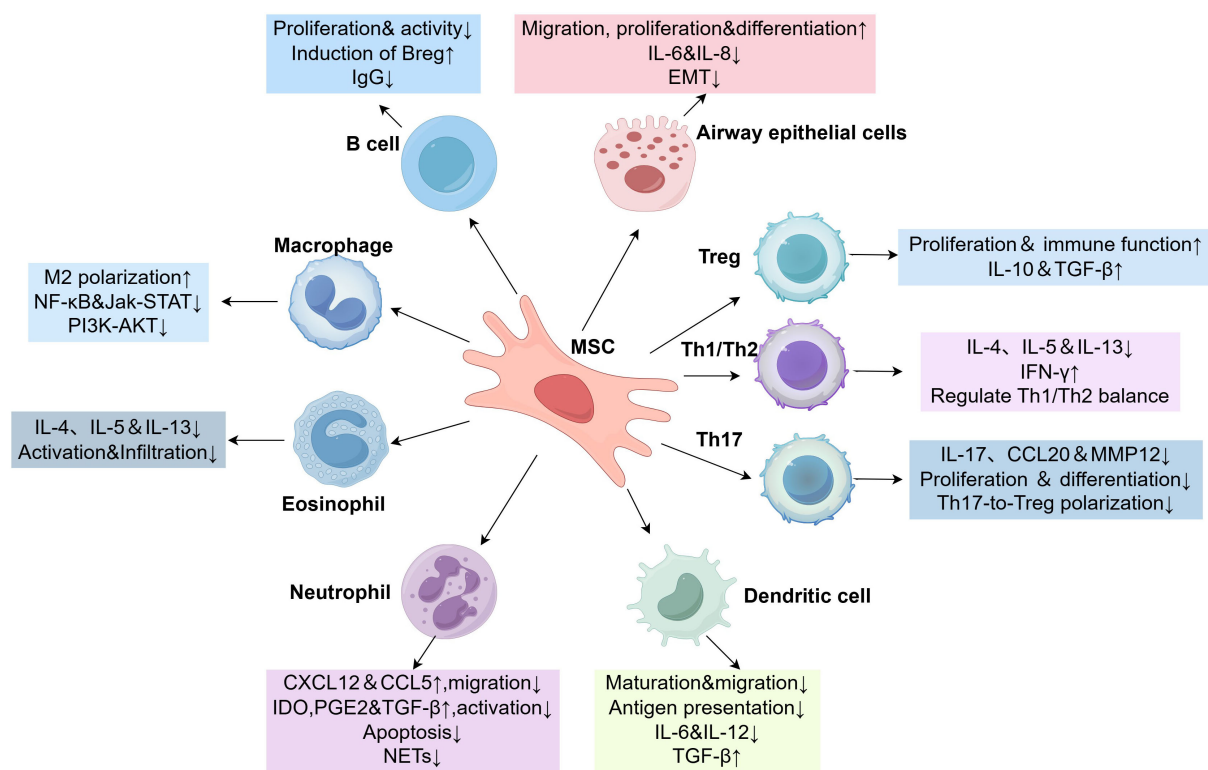 Proliferation& activity↓
Induction of Breg↑
IgG↓
Migration, proliferation&differentiation↑
IL-6&IL-8↓
EMT↓
B cell
Airway epithelial cells
Macrophage
Treg
M2 polarization↑
NF-κB&Jak-STAT↓
PI3K-AKT↓
Proliferation & immune function↑
IL-10 & TGF-β↑
MSC
Th1/Th2
IL-4、IL-5 & IL-13↓
IFN-γ↑
Regulate Th1/Th2 balance
IL-4、IL-5 & IL-13↓
Activation&Infiltration↓
Eosinophil
Th17
IL-17、CCL20 & MMP12↓
Proliferation & differentiation↓
Th17-to-Treg polarization↓
Neutrophil
Dendritic cell
CXCL12 & CCL5↑,migration↓
IDO,PGE2&TGF-β↑,activation↓
Apoptosis↓
NETs↓
Maturation&migration↓
Antigen presentation↓
IL-6&IL-12↓
TGF-β↑